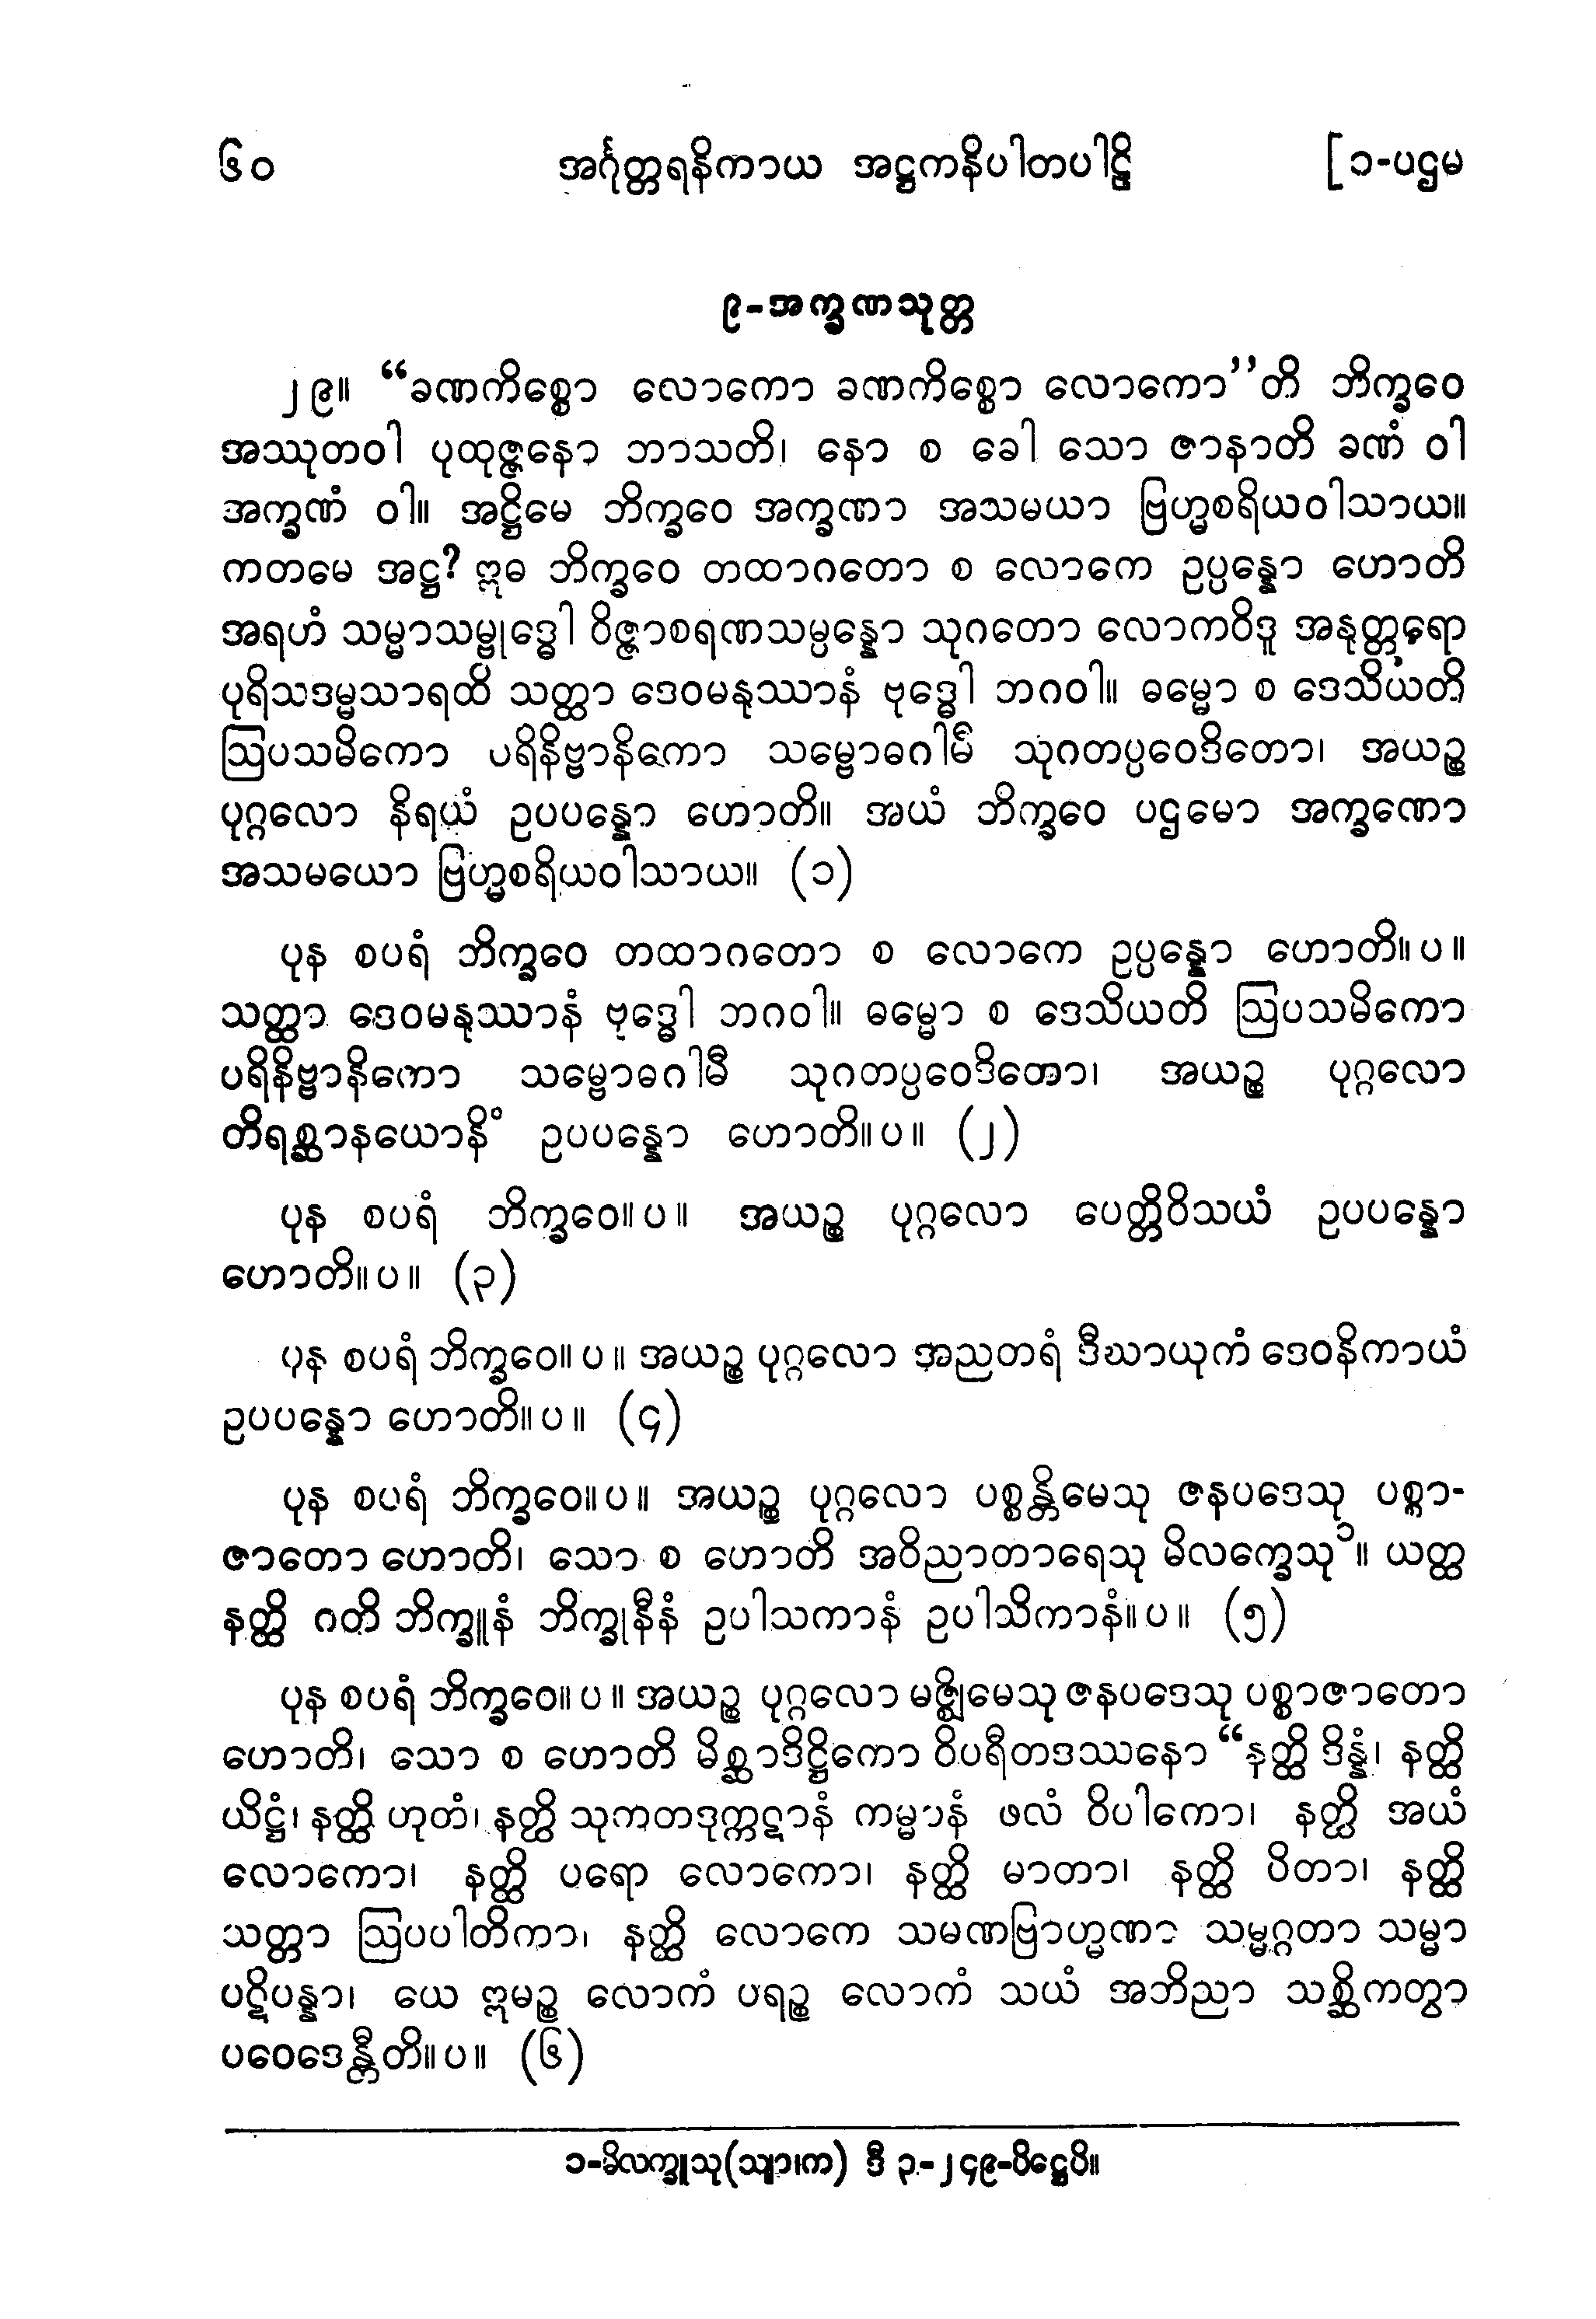 ၆၀ အင်္ဂုတ္တရနိကာယ အဋ္ဌကနိပါတပါဠိ [၁-ပဌမ
၉-အက္ခဏသုတ္တ
၂၉။ “ခဏကိစ္စော လောကော ခဏကိစ္စော လောကော”တိ ဘိက္ခဝေ
အဿုတဝါ ပုထုဇ္ဇနော ဘာသတိ၊ နော စ ခေါ သော ဇာနာတိ ခဏံ ဝါ
အက္ခဏံ ဝါ။ အဋ္ဌိမေ ဘိက္ခဝေ အက္ခဏာ အသမယာ ဗြဟ္မစရိယဝါသာယ။
ကတမေ အဋ္ဌ? ဣဓ ဘိက္ခဝေ တထာဂတော စ လောကေ ဥပ္ပန္နော ဟောတိ
အရဟံ သမ္မာသမ္ဗုဒ္ဓေါ ဝိဇ္ဇာစရဏသမ္ပန္နော သုဂတော လောကဝိဒူ အနုတ္တရော
ပုရိသဒမ္မသာရထိ သတ္ထာ ဒေဝမနုဿာနံ ဗုဒ္ဓေါ ဘဂဝါ။ ဓမ္မော စ ဒေသိယတိ
ဩပသမိကော ပရိနိဗ္ဗာနိကော သမ္ဗောဓဂါမီ သုဂတပ္ပဝေဒိတော၊ အယဉ္စ
ပုဂ္ဂလော နိရယံ ဥပပန္နော ဟောတိ။ အယံ ဘိက္ခဝေ ပဌမော အက္ခဏော
အသမယော ဗြဟ္မစရိယဝါသာယ။ (၁)
ပုန စပရံ ဘိက္ခဝေ တထာဂတော စ လောကေ ဥပ္ပန္နော ဟောတိ။ပ။
သတ္ထာ ဒေဝမနုဿာနံ ဗုဒ္ဓေါ ဘဂဝါ။ ဓမ္မော စ ဒေသိယတိ ဩပသမိကော
ပရိနိဗ္ဗာနိကော သမ္ဗောဓဂါမီ သုဂတပ္ပဝေဒိတော၊ အယဉ္စ ပုဂ္ဂလော
တိရစ္ဆာနယောနိံ ဥပပန္နော ဟောတိ။ပ။ (၂)
ပုန စပရံ ဘိက္ခဝေ။ပ။ အယဉ္စ ပုဂ္ဂလော ပေတ္တိဝိသယံ ဥပပန္နော
ဟောတိ။ပ။ (၃)
ပုန စပရံ ဘိက္ခဝေ။ပ။ အယဉ္စ ပုဂ္ဂလော အညတရံ ဒီဃာယုကံ ဒေဝနိကာယံ
ဥပပန္နော ဟောတိ။ပ။ (၄)
ပုန စပရံ ဘိက္ခဝေ။ပ။ အယဉ္စ ပုဂ္ဂလော ပစ္စန္တိမေသု ဇနပဒေသု ပစ္စာ-
ဇာတော ဟောတိ၊ သော စ ဟောတိ အဝိညာတာရေသု မိလက္ခေသု၁။ ယတ္ထ
နတ္ထိ ဂတိ ဘိက္ခူနံ ဘိက္ခုနီနံ ဥပါသကာနံ ဥပါသိကာနံ။ပ။ (၅)
ပုန စပရံ ဘိက္ခဝေ။ပ။ အယဉ္စ ပုဂ္ဂလော မဇ္ဈိမေသု ဇနပဒေသု ပစ္စာဇာတော
ဟောတိ၊ သော စ ဟောတိ မိစ္ဆာဒိဋ္ဌိကော ဝိပရီတဒဿနော “နတ္ထိ ဒိန္နံ၊ နတ္ထိ
ယိဋ္ဌံ၊ နတ္ထိ ဟုတံ၊ နတ္ထိ သုကတဒုက္ကဋာနံ ကမ္မာနံ ဖလံ ဝိပါကော၊ နတ္ထိ အယံ
လောကော၊ နတ္ထိ ပရော လောကော၊ နတ္ထိ မာတာ၊ နတ္ထိ ပိတာ၊ နတ္ထိ
သတ္တာ ဩပပါတိကာ၊ နတ္ထိ လောကေ သမဏဗြာဟ္မဏာ သမ္မဂ္ဂတာ သမ္မာ
ပဋိပန္နာ၊ ယေ ဣမဉ္စ လောကံ ပရဉ္စ လောကံ သယံ အဘိညာ သစ္ဆိကတွာ
ပဝေဒေန္တီတိ။ပ။ (၆)
၁-မိလက္ခူသု(သျာ၊က) ဒီ ၃-၂၄၉-ပိဋ္ဌေပိ။